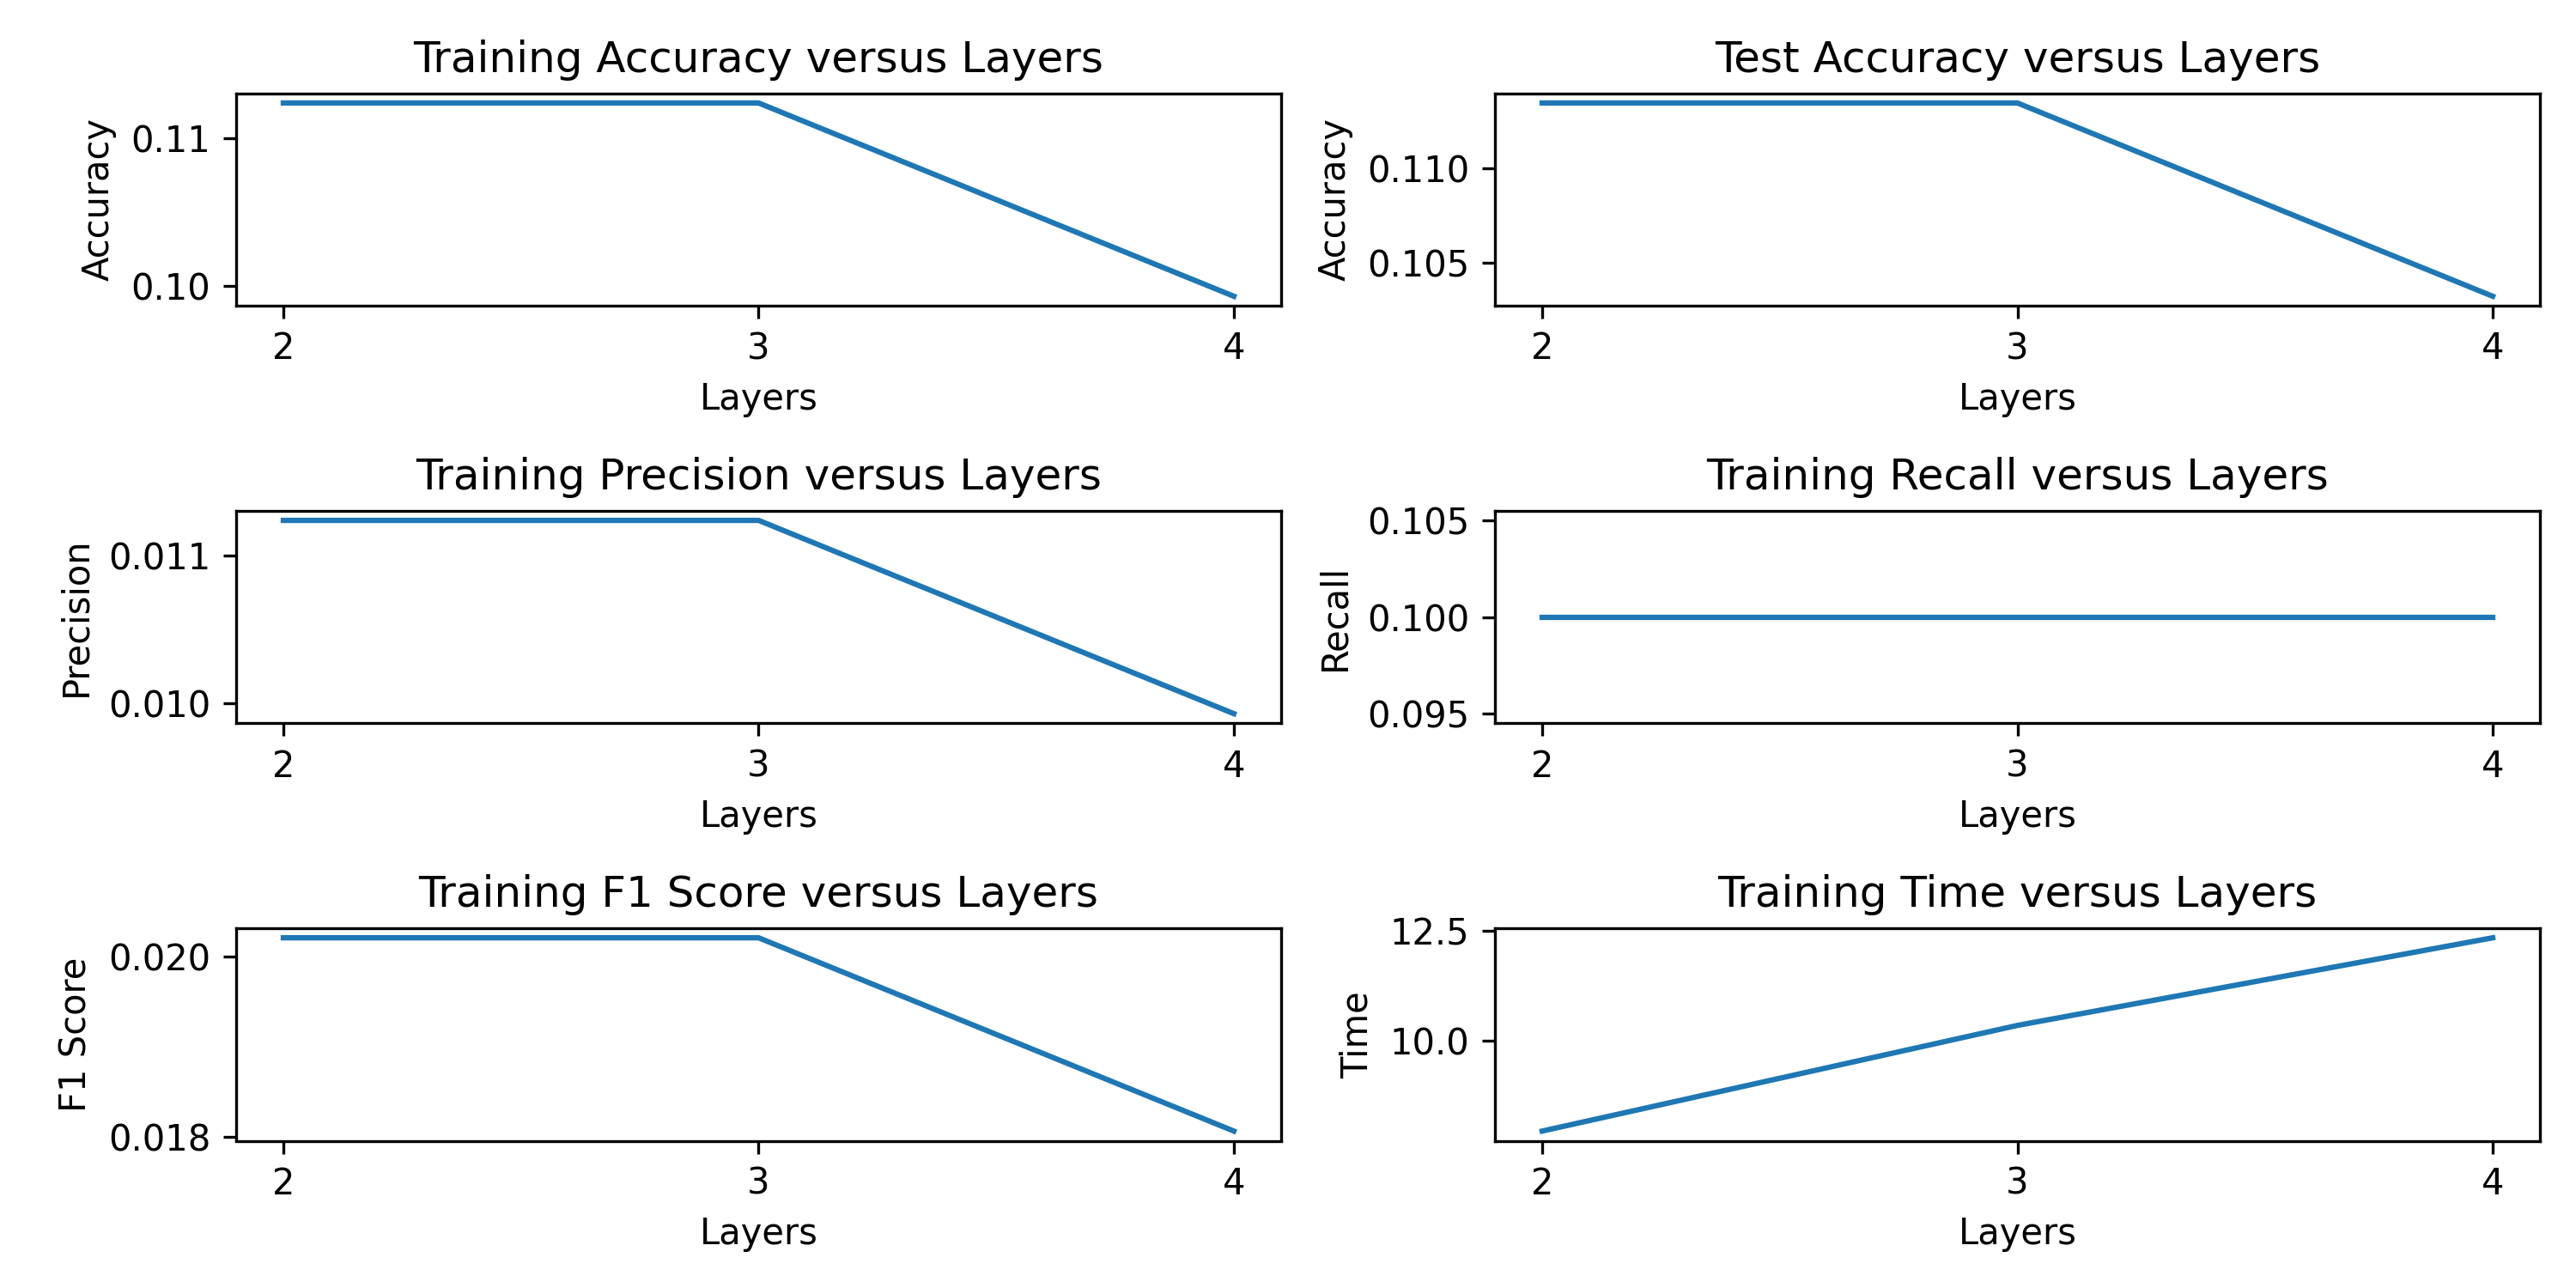 Training Accuracy versus Layers
Accuracy
0.11
0.10
2 3 4
Layers
Test Accuracy versus Layers
Accuracy
0.110
0.105
2 3 4
Layers
Training Precision versus Layers
Precision
0.011
0.010
2 3 4
Layers
Training Recall versus Layers
Recall
0.105
0.100
0.095
2 3 4
Layers
Training F1 Score versus Layers
F1 Score
0.020
0.018
2 3 4
Layers
Training Time versus Layers
Time
12.5
10.0
2 3 4
Layers